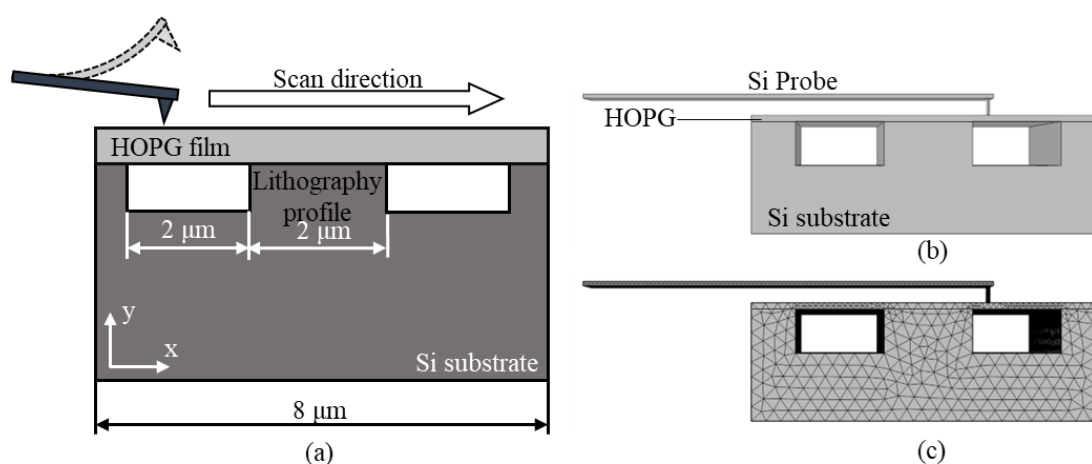 Scan direction
HOPG film
Lithography
profile
2 μm
2 μm
y
x
Si substrate
8 μm
(a)
Si Probe
HOPG
Si substrate
(b)
(c)